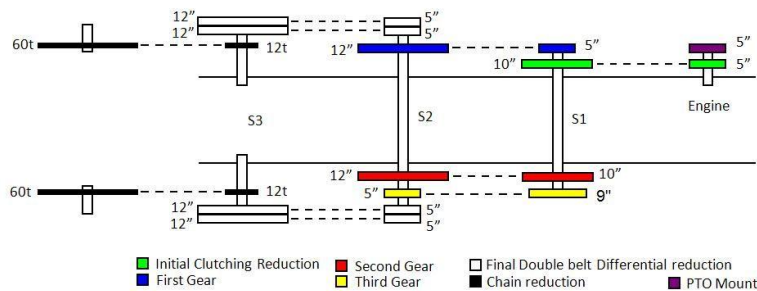 12” 5”
12” 5”
60t 12t 12” 5” 5”
10” 5”
Engine
S3 S2 S1
12” 10”
60t 12t 5” 9"
12” 5”
12” 5”
Initial Clutching Reduction Second Gear Final Double belt Differential reduction
First Gear Third Gear Chain reduction PTO Mount